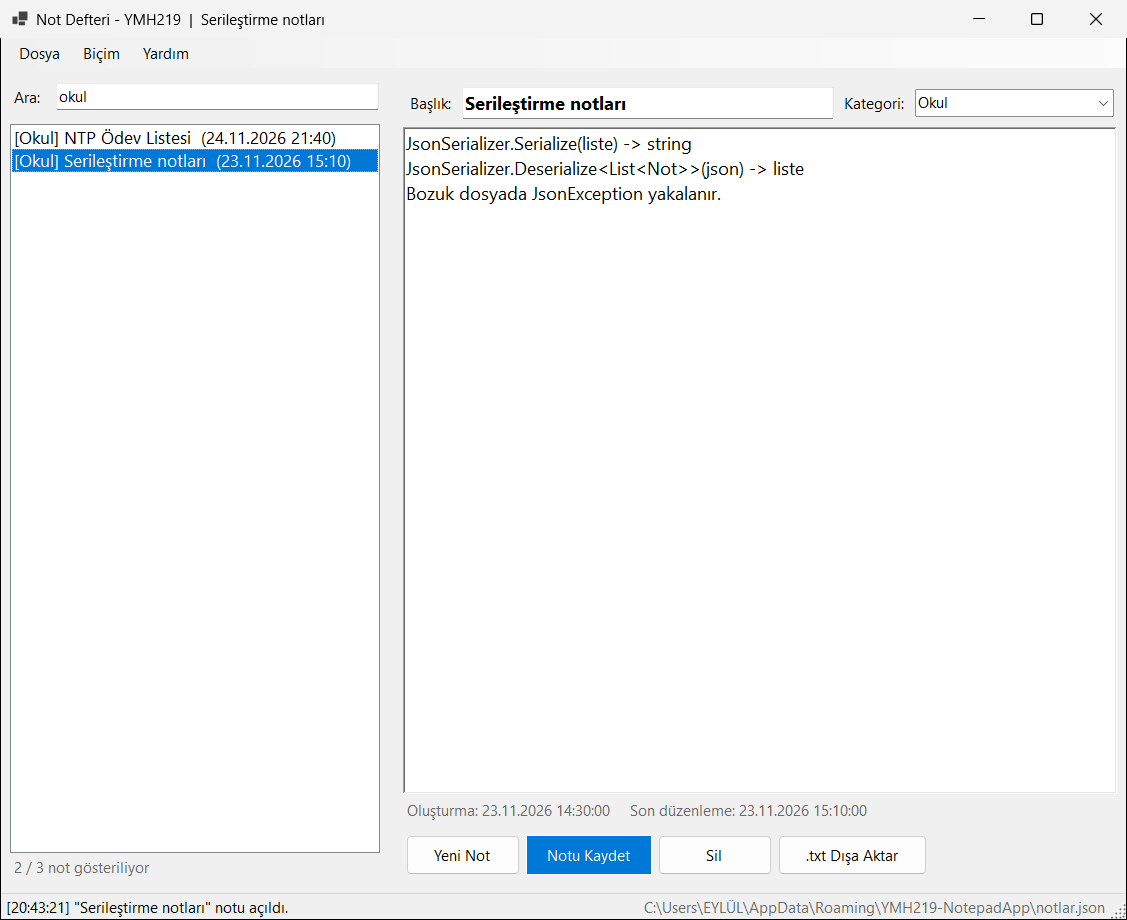 Not Defteri - YMH219 | Serileştirme notları
Dosya Biçim Yardım
Ara: okul
Başlık: Serileştirme notları Kategori: Okul
[Okul] NTP Ödev Listesi (24.11.2026 21:40)
[Okul] Serileştirme notları (23.11.2026 15:10)
JsonSerializer.Serialize(liste) -> string
JsonSerializer.Deserialize<List<Not>>(json) -> liste
Bozuk dosyada JsonException yakalanır.
Oluşturma: 23.11.2026 14:30:00 Son düzenleme: 23.11.2026 15:10:00
Yeni Not Notu Kaydet Sil .txt Dışa Aktar
2 / 3 not gösteriliyor
[20:43:21] "Serileştirme notları" notu açıldı. C:\Users\EYLÜL\AppData\Roaming\YMH219-NotepadApp\notlar.json